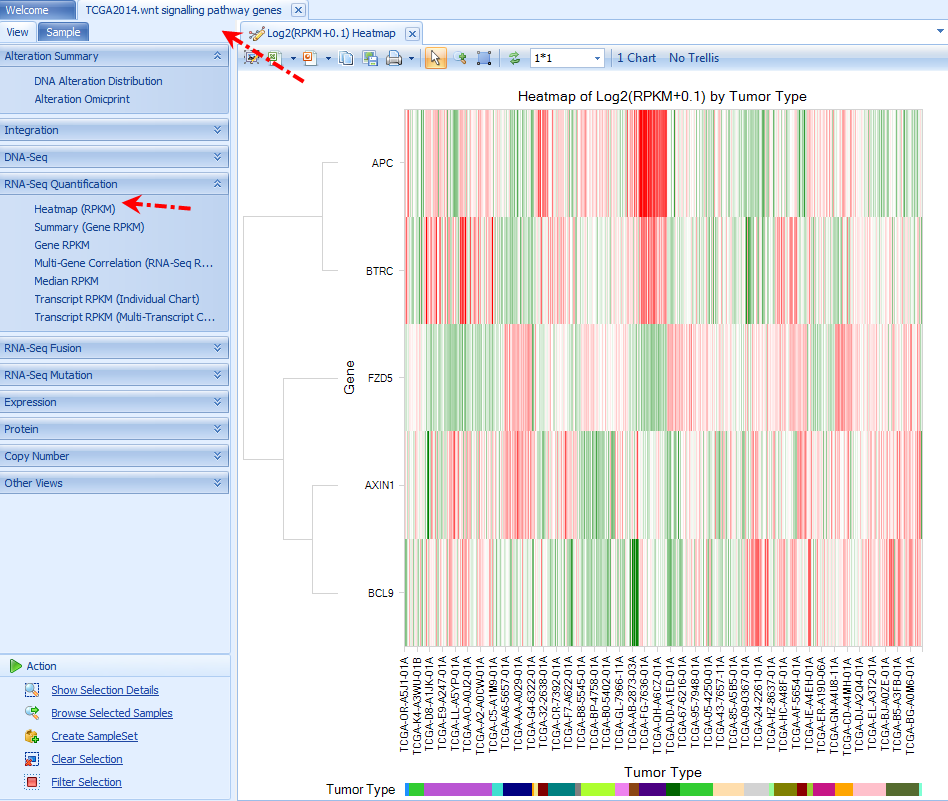 Welcome
TCGA2014.wnt signalling pathway genes
View
Sample
Log2(RPKM+0.1) Heatmap
1*1
1 Chart
No Trellis
Alteration Summary
DNA Alteration Distribution
Alteration Omicprint
Integration
DNA-Seq
RNA-Seq Quantification
Heatmap (RPKM)
Summary (Gene RPKM)
Gene RPKM
Multi-Gene Correlation (RNA-Seq R...
Median RPKM
Transcript RPKM (Individual Chart)
Transcript RPKM (Multi-Transcript C...
RNA-Seq Fusion
RNA-Seq Mutation
Expression
Protein
Copy Number
Other Views
Action
Show Selection Details
Browse Selected Samples
Create SampleSet
Clear Selection
Filter Selection
Heatmap of Log2(RPKM+0.1) by Tumor Type
Gene
APC
BTRC
FZD5
AXIN1
BCL9
TCGA-OR-A5J1-01A
TCGA-K4-A3WU-01B
TCGA-D8-A1JK-01A
TCGA-E9-A247-01A
TCGA-LL-A5YP-01A
TCGA-AO-A0J2-01A
TCGA-A2-A0CW-01A
TCGA-C5-A1M9-01A
TCGA-A6-5657-01A
TCGA-AA-A029-01A
TCGA-G4-6322-01A
TCGA-32-2638-01A
TCGA-CR-7392-01A
TCGA-F7-A622-01A
TCGA-B8-5545-01A
TCGA-BP-4758-01A
TCGA-B0-5402-01A
TCGA-GL-7966-11A
TCGA-AB-2878-03A
TCGA-FG-7638-01A
TCGA-QH-A6CZ-01A
TCGA-DD-A1ED-01A
TCGA-67-6216-01A
TCGA-95-7948-01A
TCGA-05-4250-01A
TCGA-43-7657-11A
TCGA-85-A5B5-01A
TCGA-09-0367-01A
TCGA-24-2261-01A
TCGA-HZ-8637-01A
TCGA-HC-A48F-01A
TCGA-AF-5654-01A
TCGA-IE-A4EH-01A
TCGA-ER-A19D-06A
TCGA-GN-A4U8-11A
TCGA-CD-A4MH-01A
TCGA-DJ-A2Q4-01A
TCGA-EL-A3T2-01A
TCGA-BJ-A0ZE-01A
TCGA-B5-A3FB-01A
TCGA-BG-A0M6-01A
Tumor Type
Tumor Type